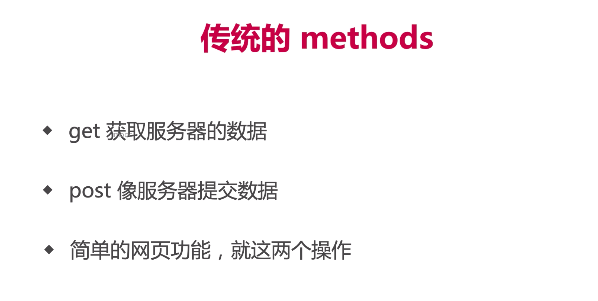 传统的 methods
get 获取服务器的数据
post 像服务器提交数据
简单的网页功能，就这两个操作